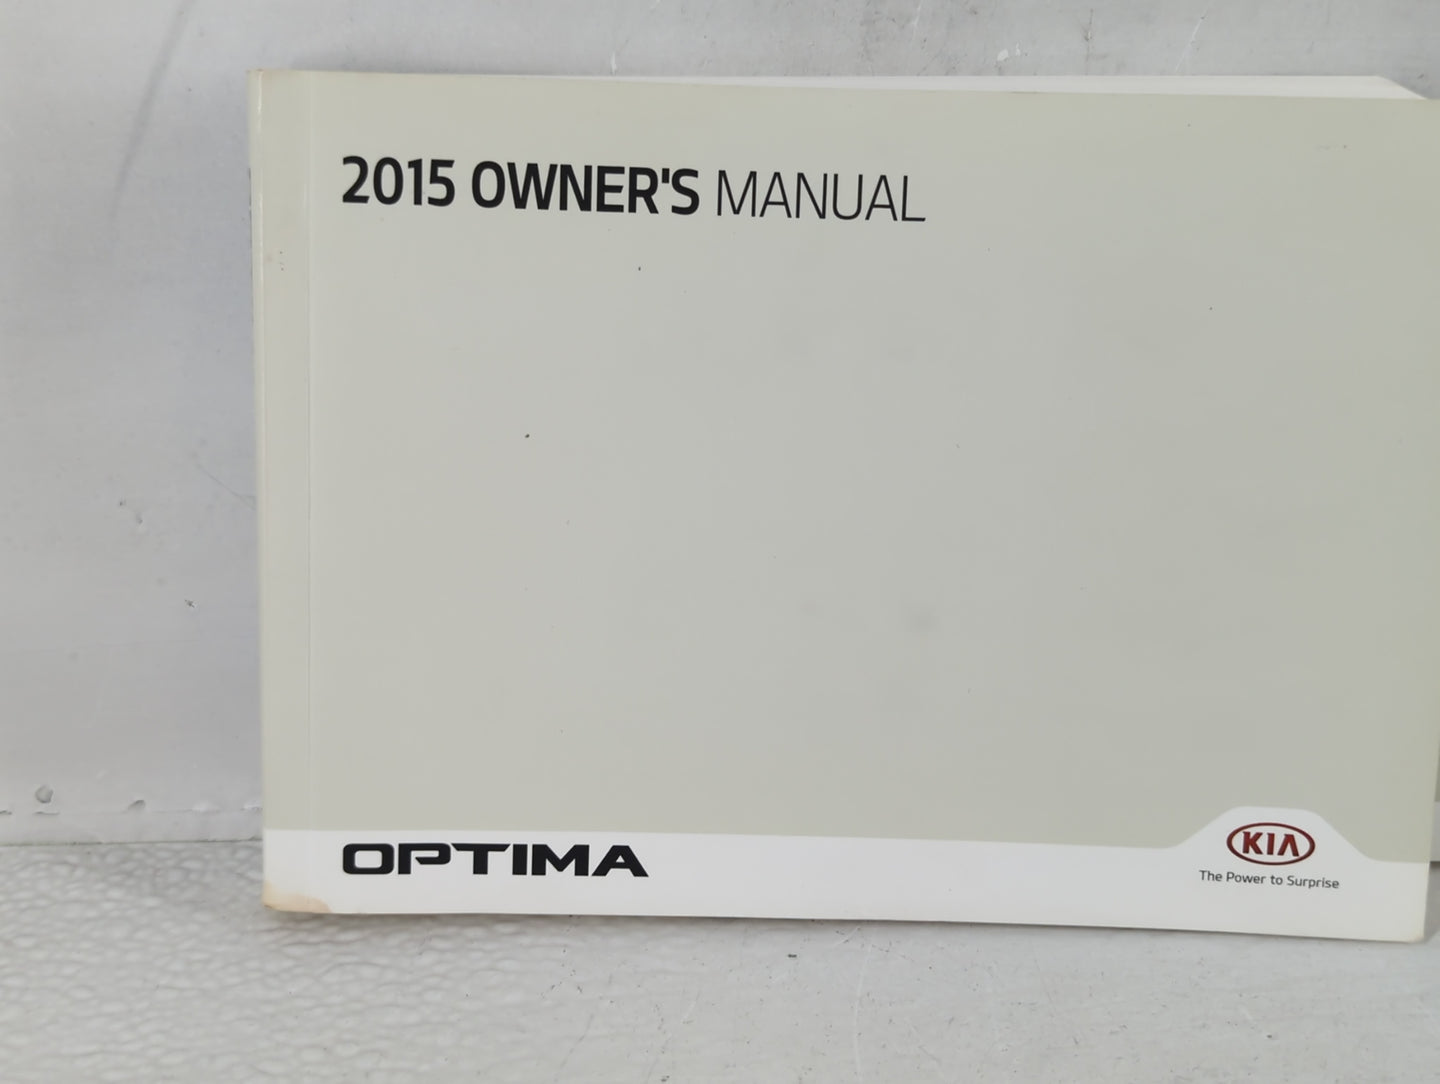 2015 OWNER'S MANUAL
OPTIMA
KIA
The Power to Surprise